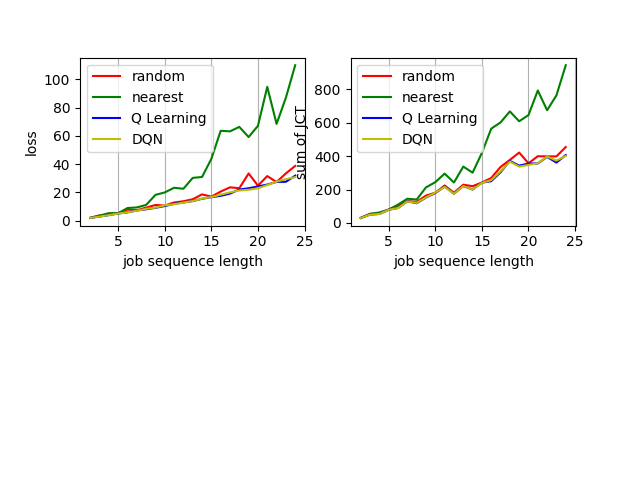 random
nearest
Q Learning
DQN
loss
0
20
40
60
80
100
5
10
15
20
25
job sequence length
random
nearest
Q Learning
DQN
sum of JCT
0
200
400
600
800
5
10
15
20
25
job sequence length